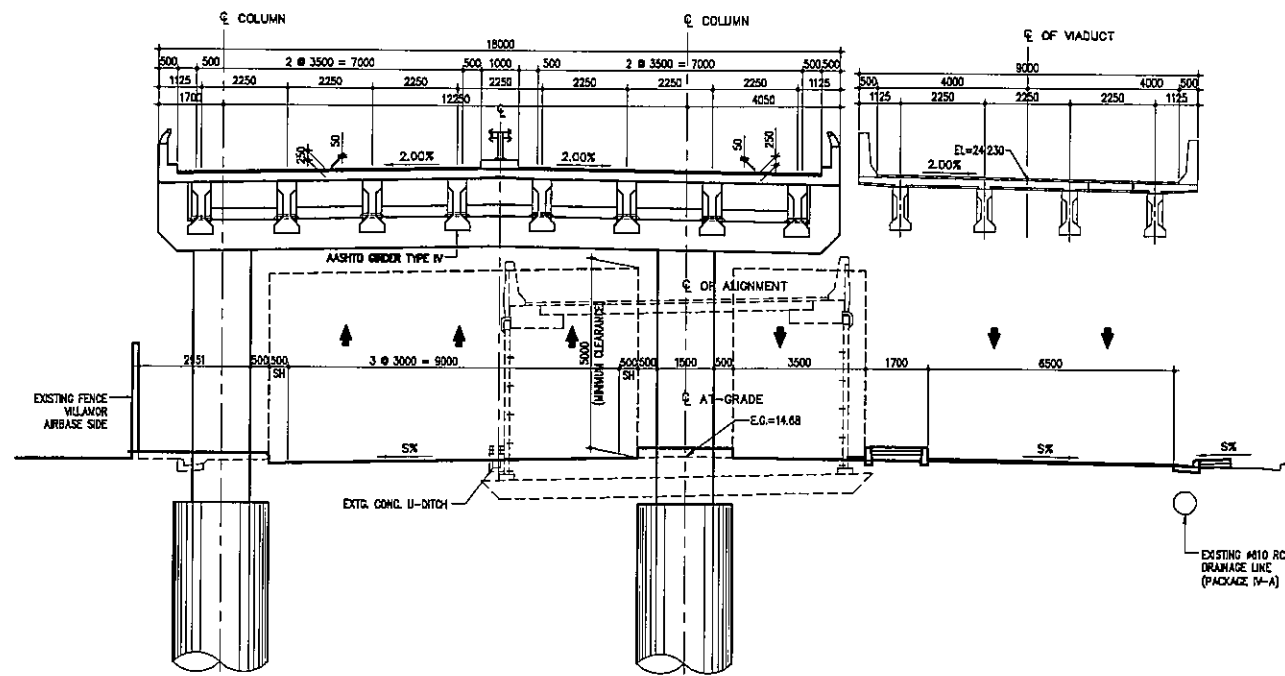 ℄ COLUMN
℄ COLUMN
℄ OF VIADUCT
18000
9000
500 500 2 @ 3500 = 7000 500 1000 500 2 @ 3500 = 7000 500 500
500 4000 4000 500
1125 2250 2250 2250 2250 2250 2250 2250 1125
1125 2250 2250 2250 1125
1700 12250 4050
℄
250 50
50 250
2.00% 2.00%
EL=24.230
2.00%
AASHTO GIRDER TYPE IV
℄ OF ALIGNMENT
5000
(MINIMUN CLEARANCE)
2951 500 500 3 @ 3000 = 9000 500 500 1500 500 3500 1700 6500
SH SH
EXISTING FENCE
VILLAMOR
AIRBASE SIDE
℄ AT-GRADE
E.G.=14.68
S% S% S% S%
EXTG. CONC. U-DITCH
EXISTING #610 RC
DRAINAGE LINE
(PACKAGE IV-A)